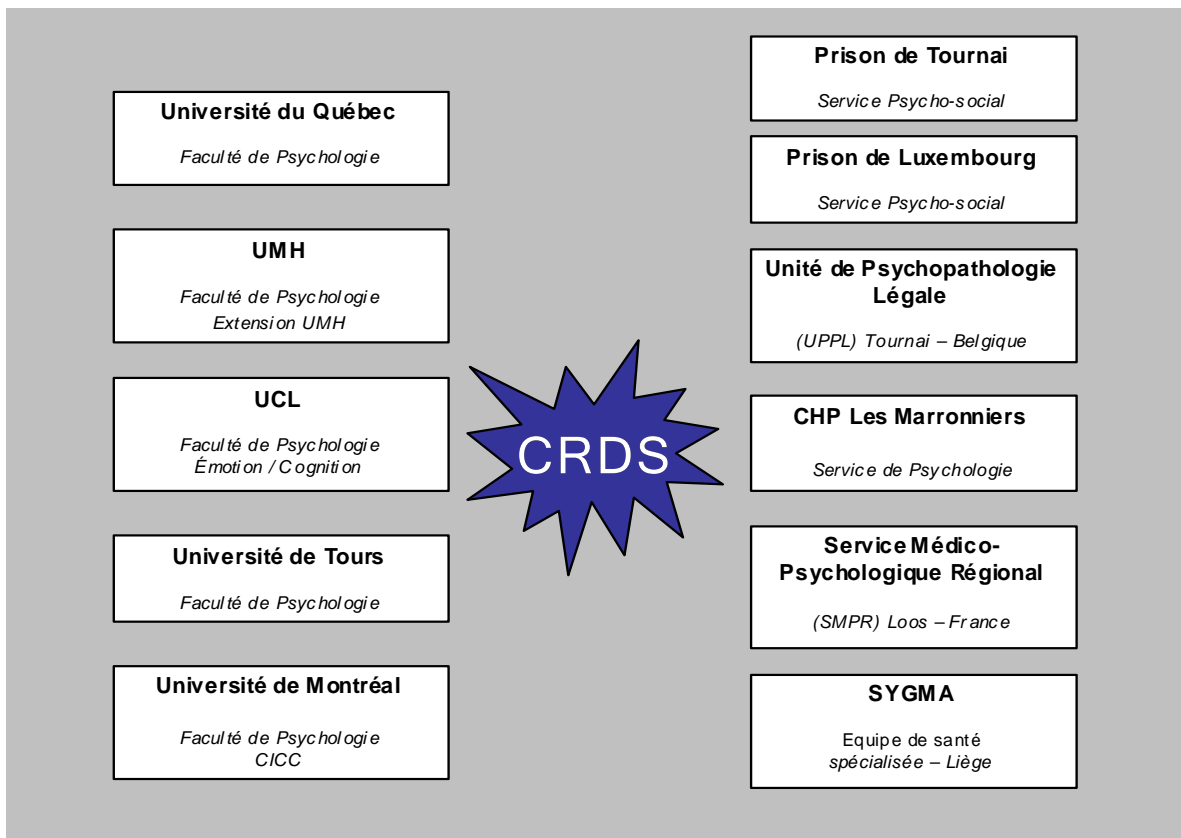 Université du Québec
Faculté de Psychologie
UMH
Faculté de Psychologie
Extension UMH
UCL
Faculté de Psychologie
Émotion / Cognition
Université de Tours
Faculté de Psychologie
Université de Montréal
Faculté de Psychologie
CICC
CRDS
Prison de Tournai
Service Psycho-social
Prison de Luxembourg
Service Psycho-social
Unité de Psychopathologie
Légale
(UPPL) Tournai – Belgique
CHP Les Marronniers
Service de Psychologie
Service Médico-
Psychologique Régional
(SMPR) Loos – France
SYGMA
Equipe de santé
spécialisée – Liège